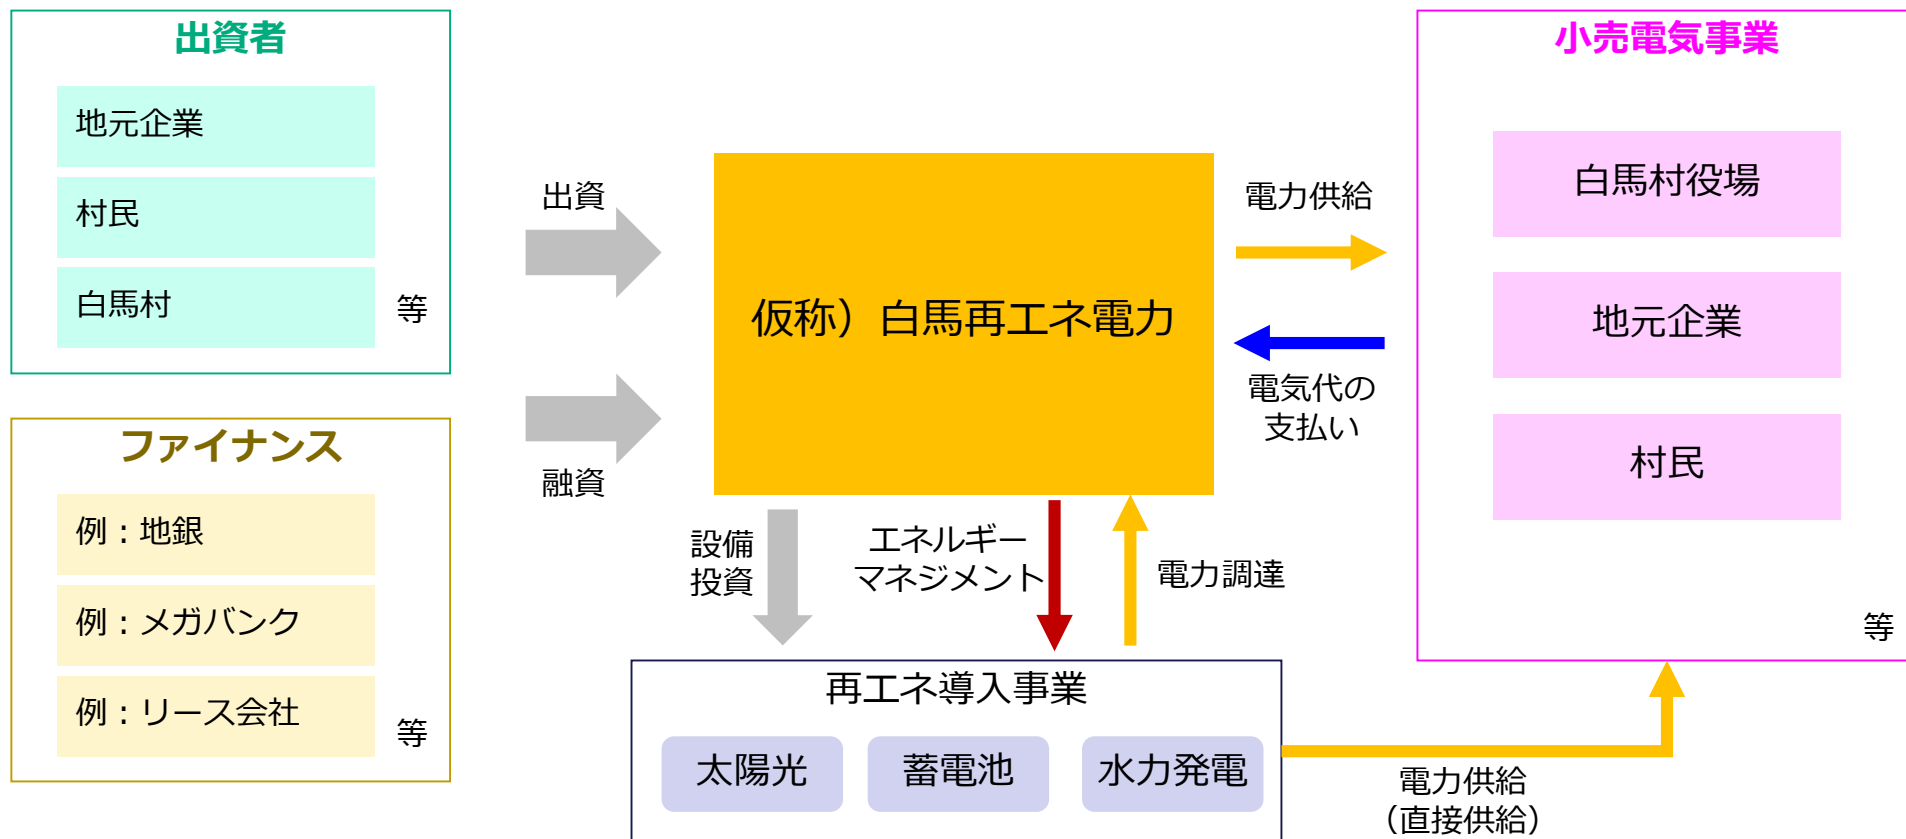 出資者
地元企業
村民
白馬村
等
ファイナンス
例：地銀
例：メガバンク
例：リース会社
等
出資
融資
仮称）白馬再エネ電力
電力供給
電気代の
支払い
小売電気事業
白馬村役場
地元企業
村民
等
設備
投資
エネルギー
マネジメント
電力調達
再エネ導入事業
太陽光
蓄電池
水力発電
電力供給
（直接供給）